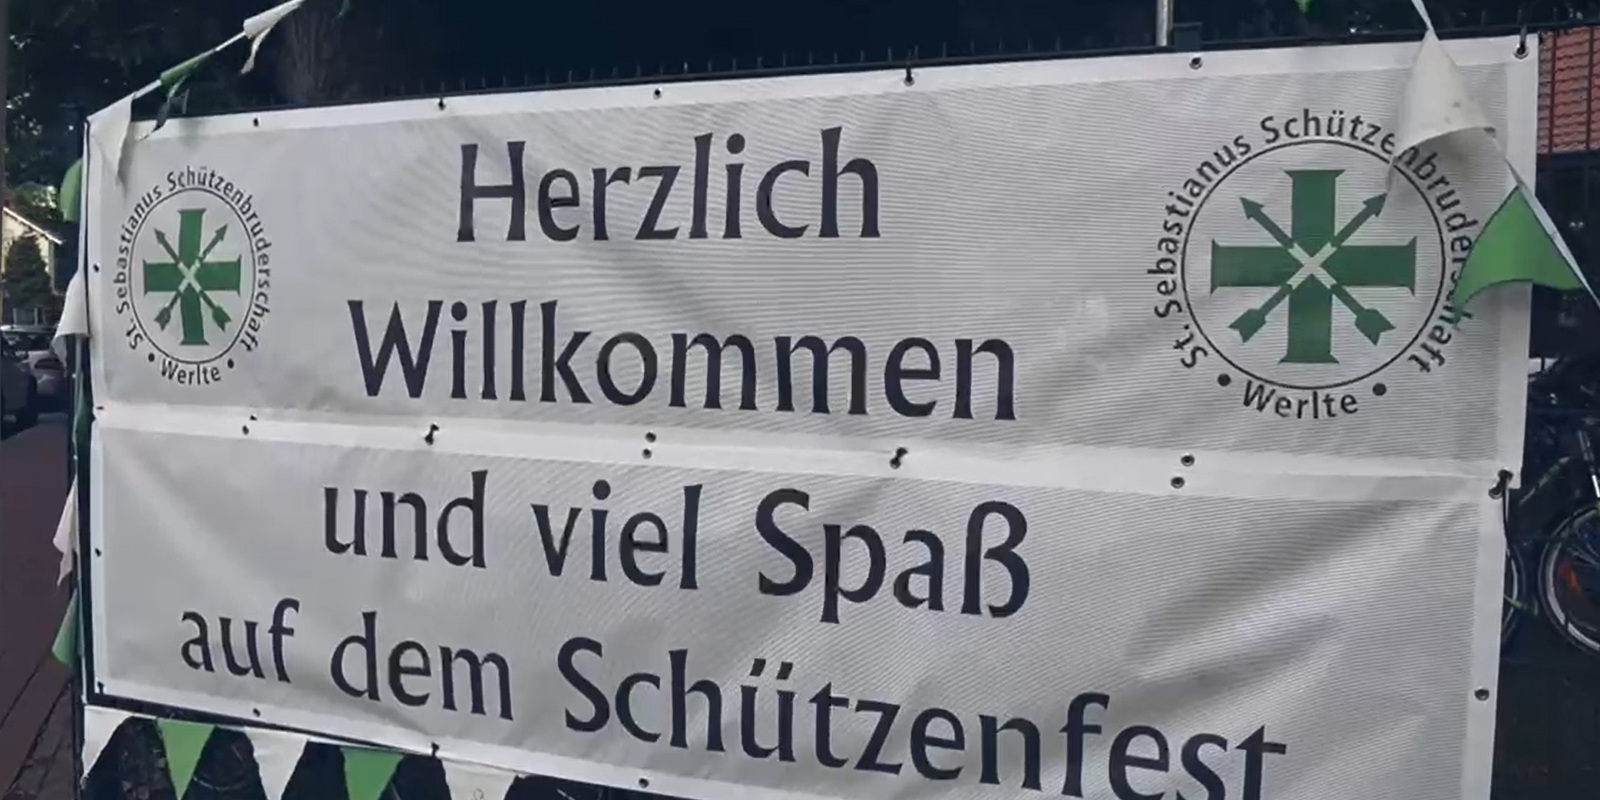 Herzlich
Willkommen
und viel Spaß
auf dem Schützenfest
St. Sebastianus Schützenbruderschaft
• Werlte •
St. Sebastianus Schützenbruderschaft
• Werlte •